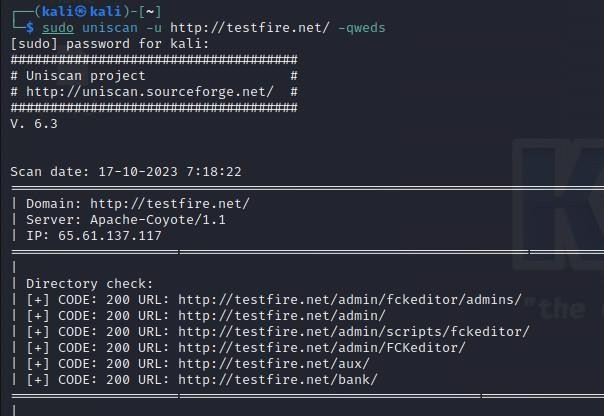 ┌──(kali㉿kali)-[~]
└─$ sudo uniscan -u http://testfire.net/ -qweds
[sudo] password for kali:
####################################
# Uniscan project                  #
# http://uniscan.sourceforge.net/  #
####################################
V. 6.3
Scan date: 17-10-2023 7:18:22
| Domain: http://testfire.net/
| Server: Apache-Coyote/1.1
| IP: 65.61.137.117
|
| Directory check:
| [+] CODE: 200 URL: http://testfire.net/admin/fckeditor/admins/
| [+] CODE: 200 URL: http://testfire.net/admin/
| [+] CODE: 200 URL: http://testfire.net/admin/scripts/fckeditor/
| [+] CODE: 200 URL: http://testfire.net/admin/FCKeditor/
| [+] CODE: 200 URL: http://testfire.net/aux/
| [+] CODE: 200 URL: http://testfire.net/bank/
|
"the